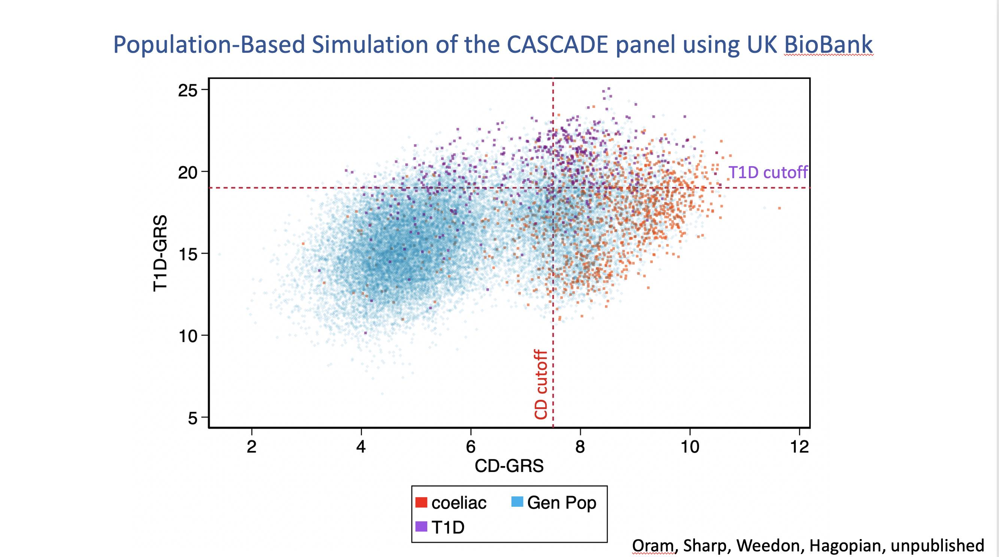 Population-Based Simulation of the CASCADE panel using UK BioBank
25
20
15
10
5
T1D-GRS
T1D cutoff
CD cutoff
2 4 6 8 10 12
CD-GRS
coeliac Gen Pop
T1D
Oram, Sharp, Weedon, Hagopian, unpublished